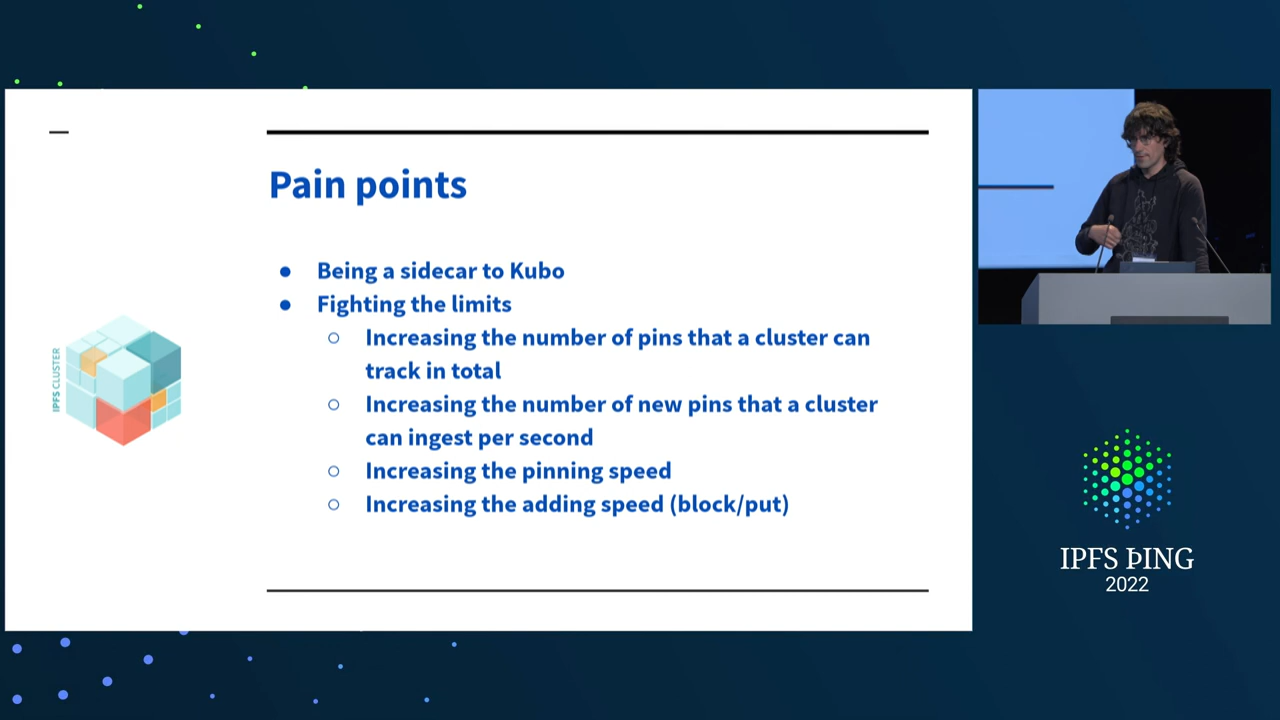 Pain points
● Being a sidecar to Kubo
● Fighting the limits
○ Increasing the number of pins that a cluster can
track in total
○ Increasing the number of new pins that a cluster
can ingest per second
○ Increasing the pinning speed
○ Increasing the adding speed (block/put)
IPFS CLUSTER
IPFS ÞING
2022